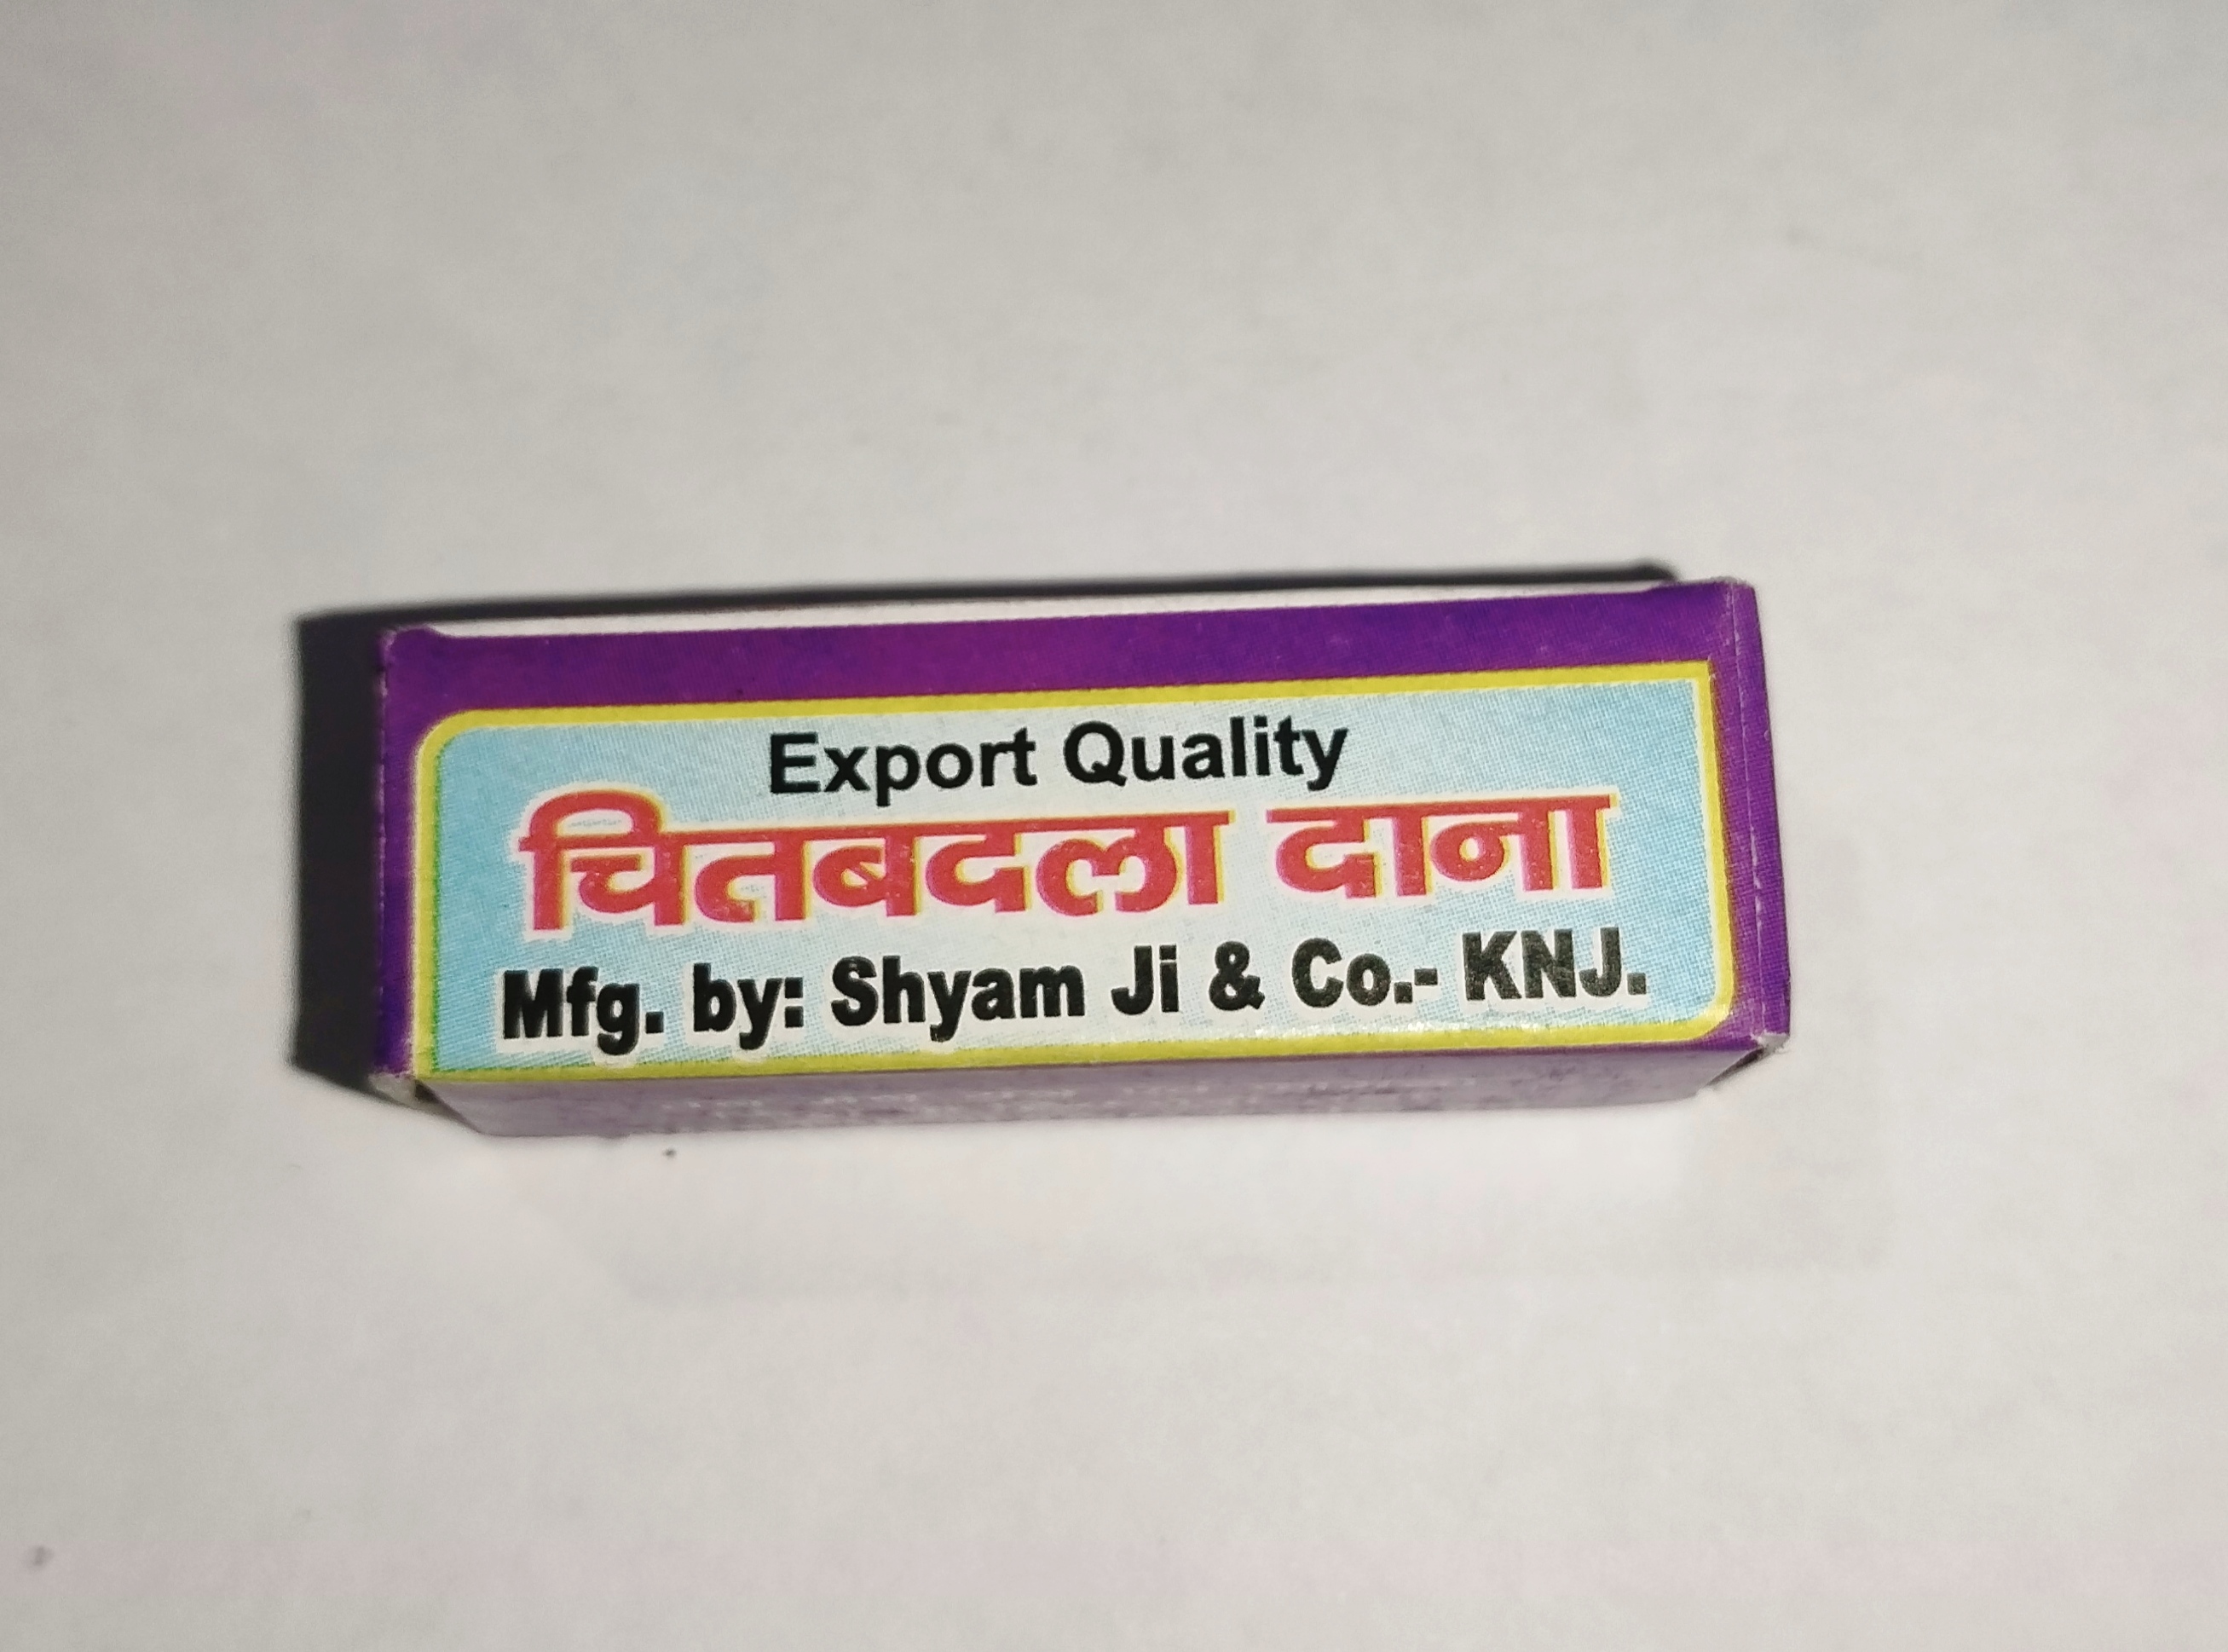 Export Quality
चितबदला दाना
Mfg. by: Shyam Ji & Co.- KNJ.